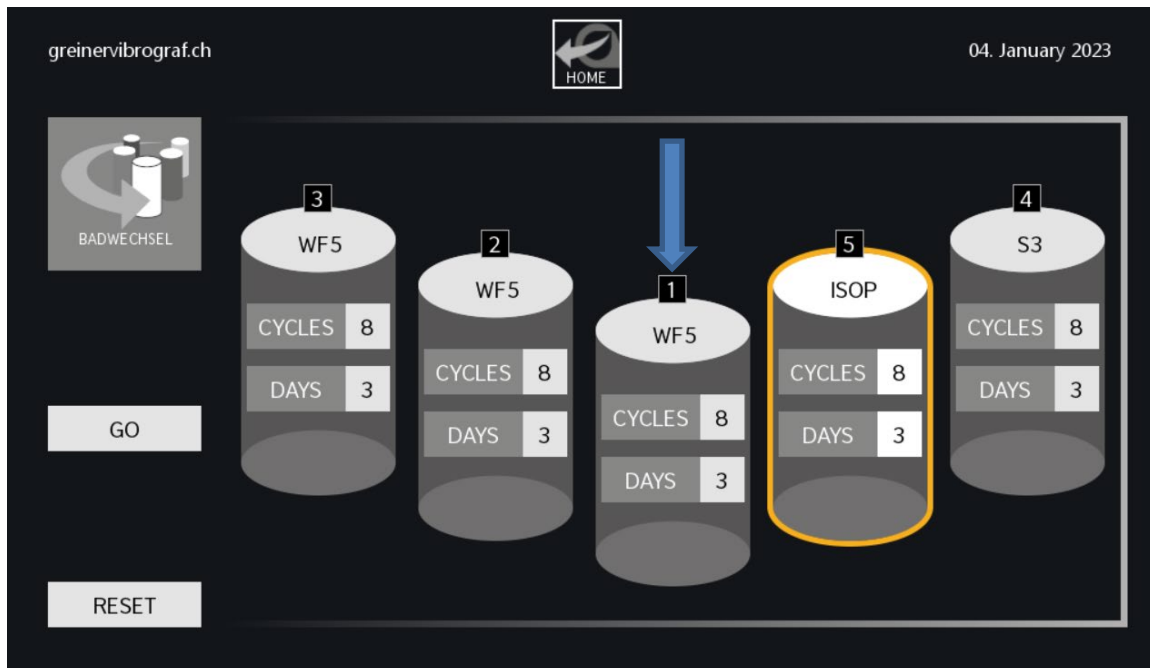 greinervibrograf.ch
HOME
04. January 2023
BADWECHSEL
GO
RESET
3
WF5
CYCLES 8
DAYS 3
2
WF5
CYCLES 8
DAYS 3
1
WF5
CYCLES 8
DAYS 3
5
ISOP
CYCLES 8
DAYS 3
4
S3
CYCLES 8
DAYS 3